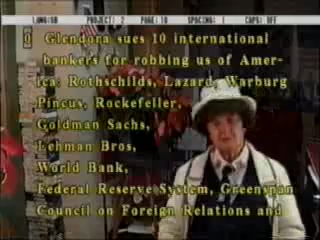 LANG:SB PROJECT: 2 PAGE:10 SPACING: 1 CAPS: OFF
Glendora sues 10 international
bankers for robbing us of Amer-
ica: Rothschilds, Lazard, Warburg
Pincus, Rockefeller,
Goldman Sachs,
Lehman Bros,
World Bank,
Federal Reserve System, Greenspan
Council on Foreign Relations and